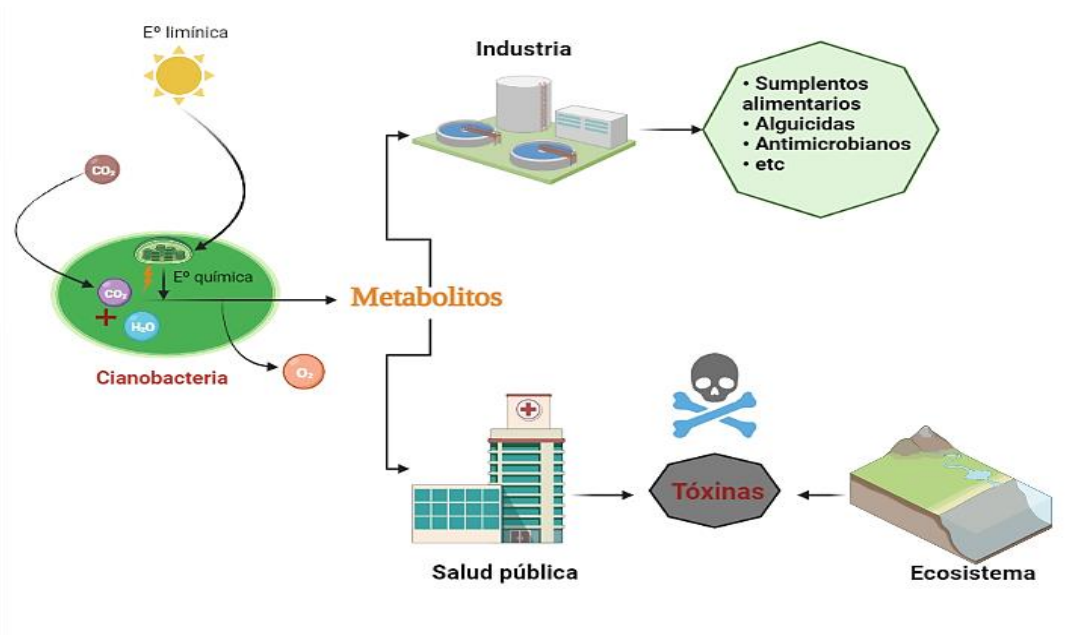 Eº limínica
Industria
• Sumplentos
alimentarios
• Alguicidas
• Antimicrobianos
• etc
CO₂
Eº química
CO₂
+
H₂O
Metabolitos
Cianobacteria
O₂
Tóxinas
Salud pública
Ecosistema